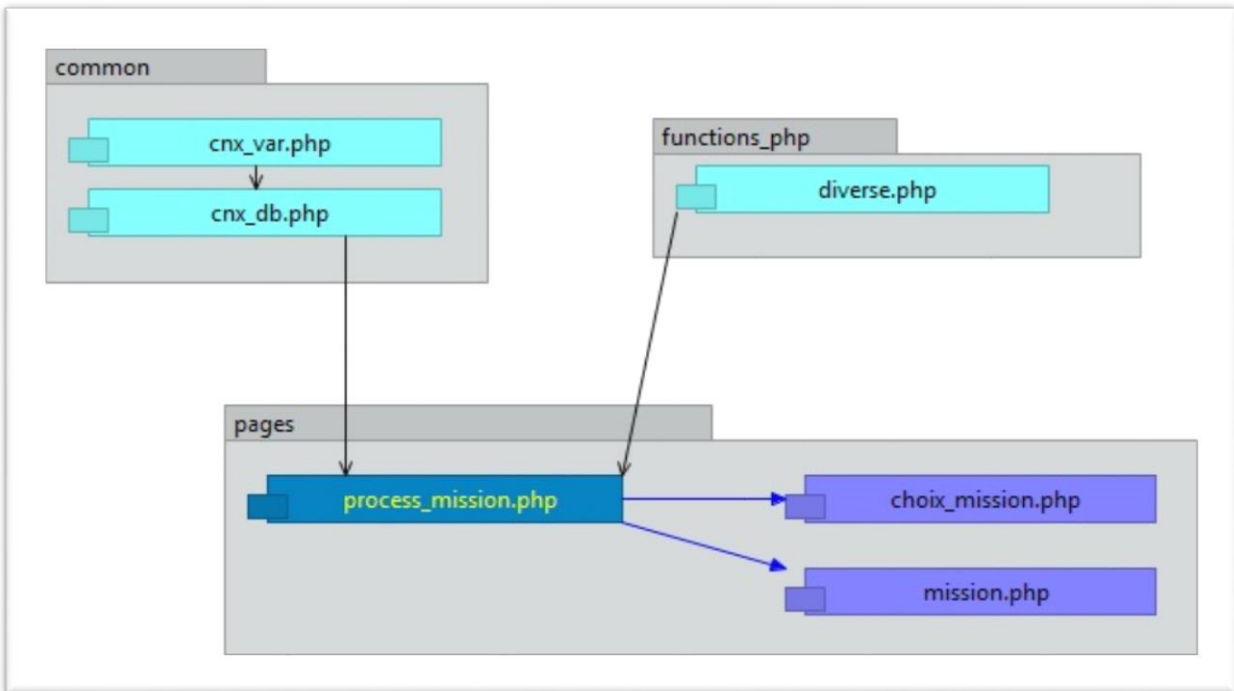 common
cnx_var.php
cnx_db.php
functions_php
diverse.php
pages
process_mission.php
choix_mission.php
mission.php